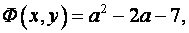 Φ(x, y) = a² − 2a − 7,